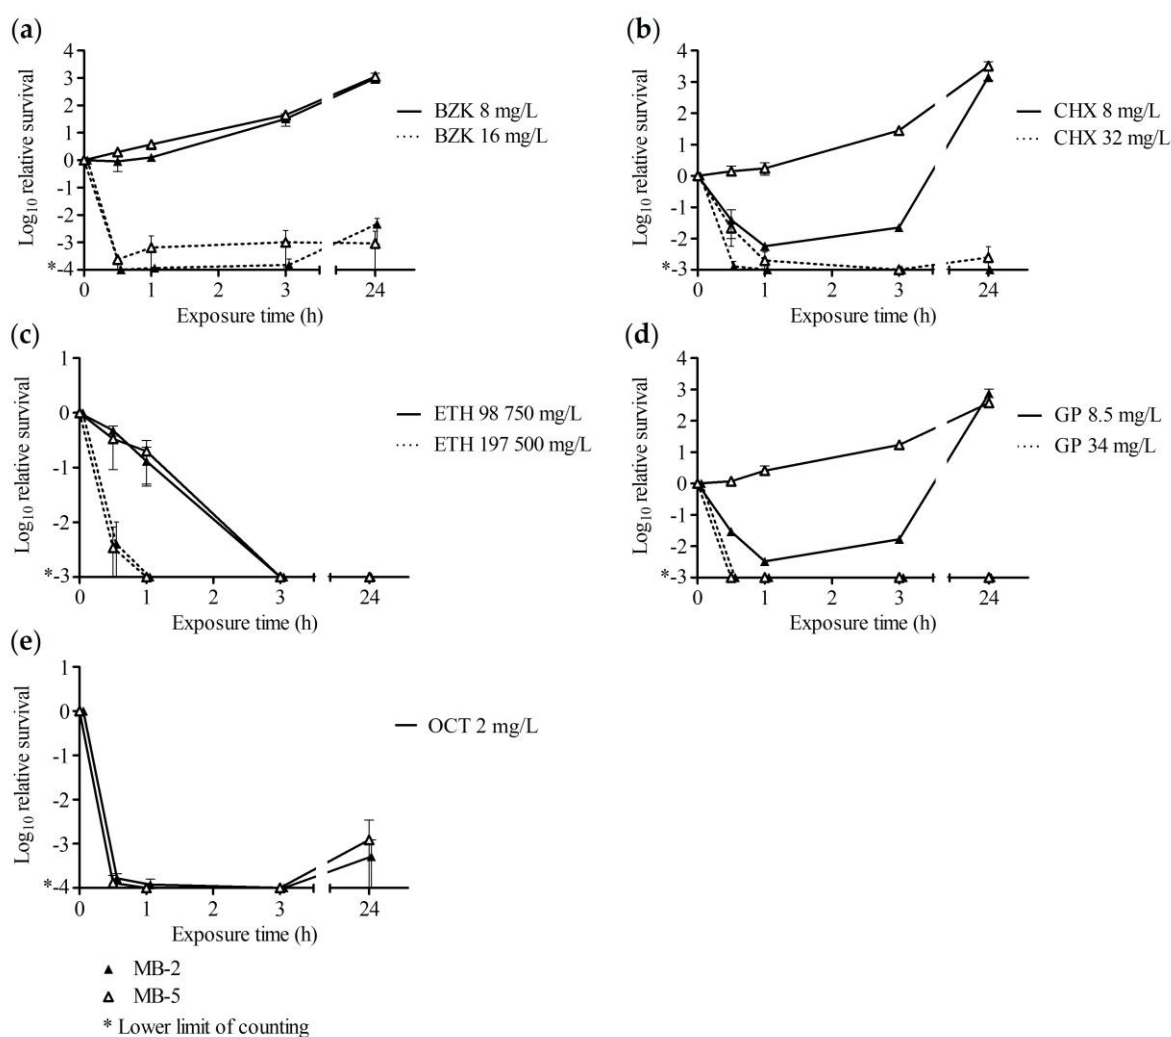 (a)
Log10 relative survival
4
3
2
1
0
-1
-2
-3
*-4
0 1 2 3 24
Exposure time (h)
BZK 8 mg/L
BZK 16 mg/L
(b)
Log10 relative survival
4
3
2
1
0
-1
-2
*-3
0 1 2 3 24
Exposure time (h)
CHX 8 mg/L
CHX 32 mg/L
(c)
Log10 relative survival
1
0
-1
-2
*-3
0 1 2 3 24
Exposure time (h)
ETH 98 750 mg/L
ETH 197 500 mg/L
(d)
Log10 relative survival
4
3
2
1
0
-1
-2
*-3
0 1 2 3 24
Exposure time (h)
GP 8.5 mg/L
GP 34 mg/L
(e)
Log10 relative survival
1
0
-1
-2
-3
*-4
0 1 2 3 24
Exposure time (h)
OCT 2 mg/L
MB-2
MB-5
* Lower limit of counting